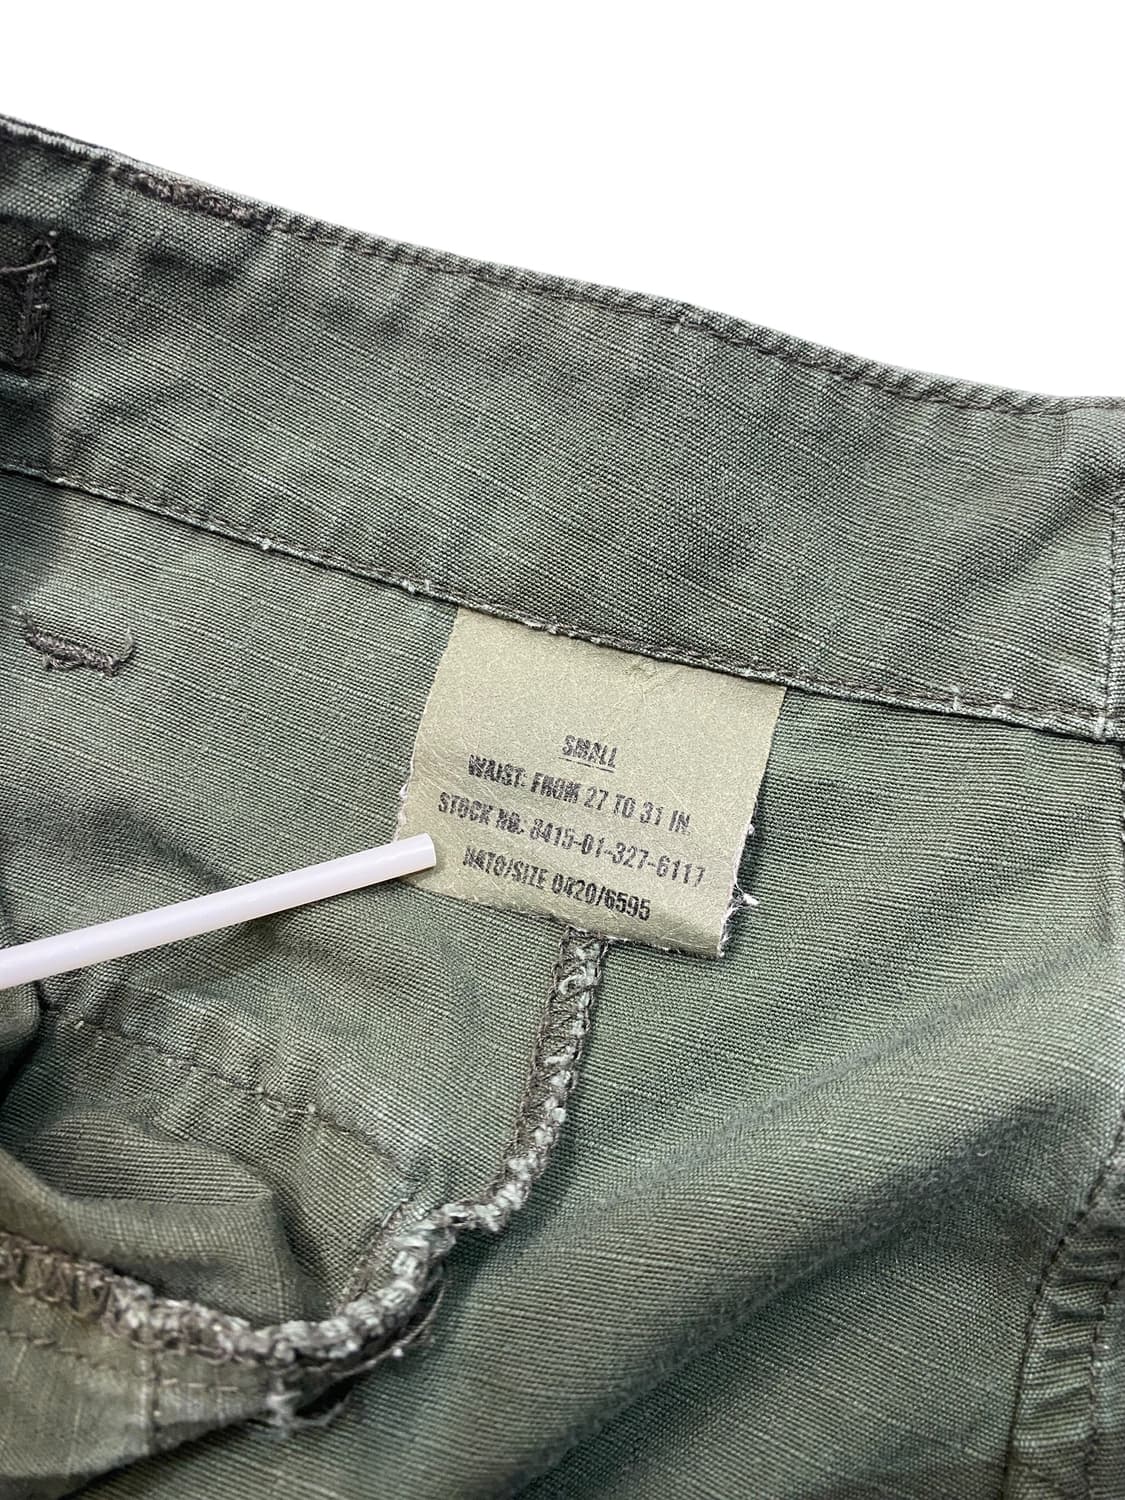 SMALL
WAIST: FROM 27 TO 31 IN.
STOCK NO. 8415-01-327-6117
NATO/SIZE 0420/6595